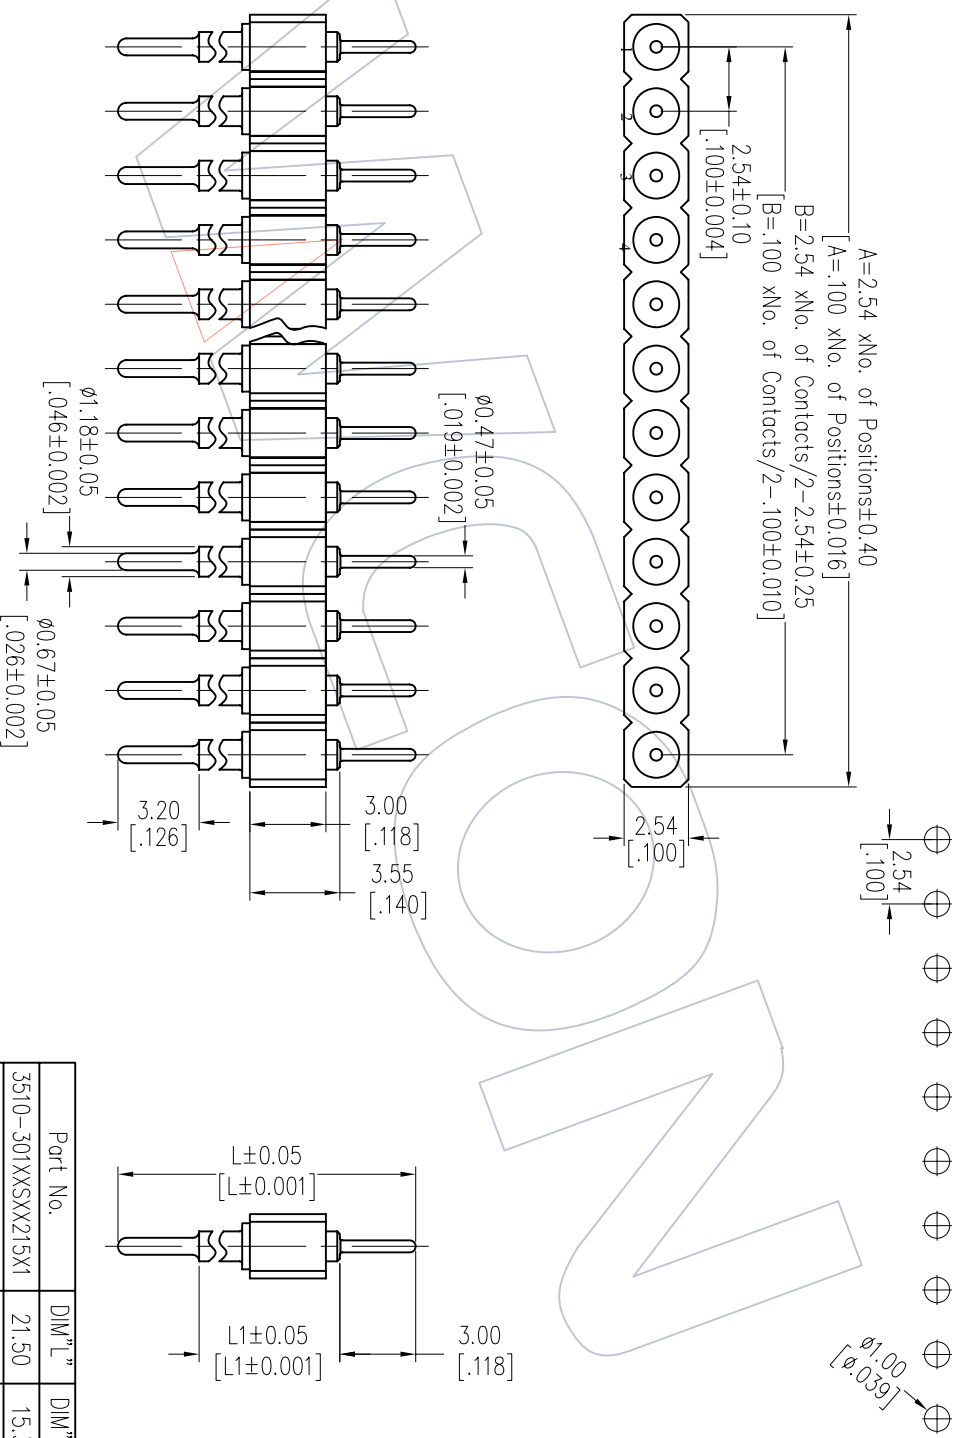 A=2.54 xNo. of Positions±0.40
[A=.100 xNo. of Positions±0.016]
B=2.54 xNo. of Contacts/2-2.54±0.25
[B=.100 xNo. of Contacts/2-.100±0.010]
2.54±0.10
[.100±0.004]
1
2
3
4
2.54
[.100]
2.54
[.100]
ø1.00
[ø.039]
ø0.47±0.05
[.019±0.002]
ø1.18±0.05
[.046±0.002]
ø0.67±0.05
[.026±0.002]
3.20
[.126]
3.00
[.118]
3.55
[.140]
L±0.05
[L±0.001]
L1±0.05
[L1±0.001]
3.00
[.118]
Part No. DIM"L" DIM"
3510-301XXSXX215X1 21.50 15.